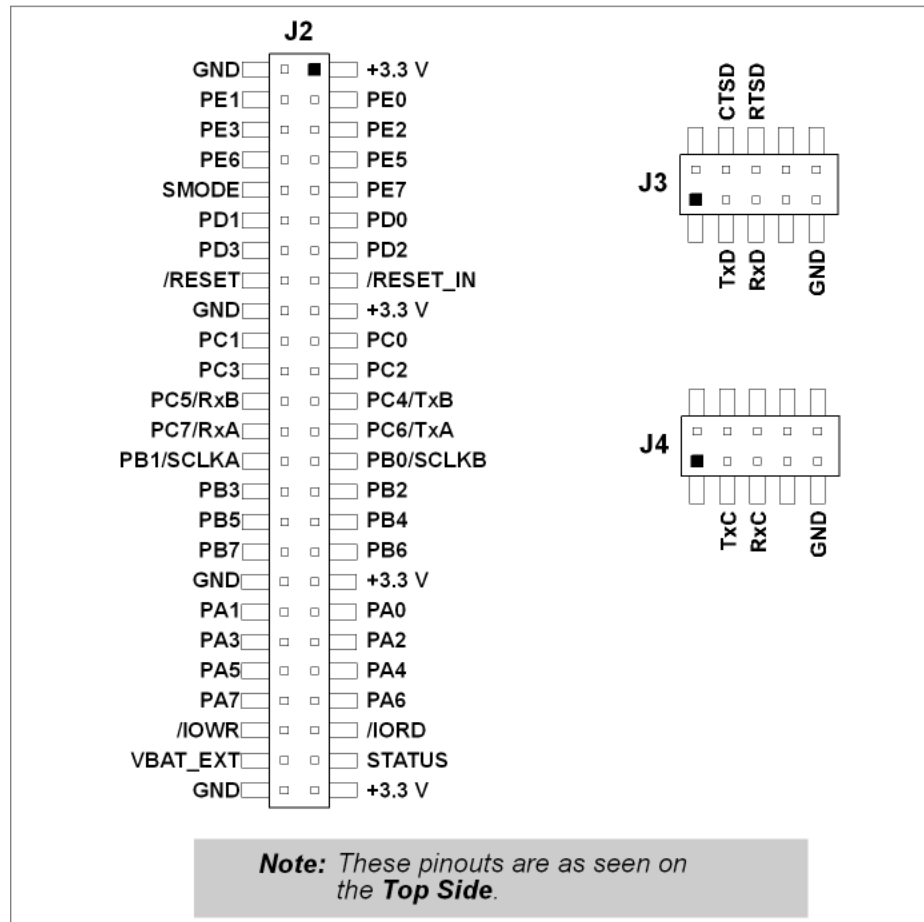 J2
GND +3.3 V
PE1 PE0
PE3 PE2
PE6 PE5
SMODE PE7
PD1 PD0
PD3 PD2
/RESET /RESET_IN
GND +3.3 V
PC1 PC0
PC3 PC2
PC5/RxB PC4/TxB
PC7/RxA PC6/TxA
PB1/SCLKA PB0/SCLKB
PB3 PB2
PB5 PB4
PB7 PB6
GND +3.3 V
PA1 PA0
PA3 PA2
PA5 PA4
PA7 PA6
/IOWR /IORD
VBAT_EXT STATUS
GND +3.3 V
CTSD RTSD
J3
TxD RxD GND
J4
TxC RxC GND
Note: These pinouts are as seen on
the Top Side.